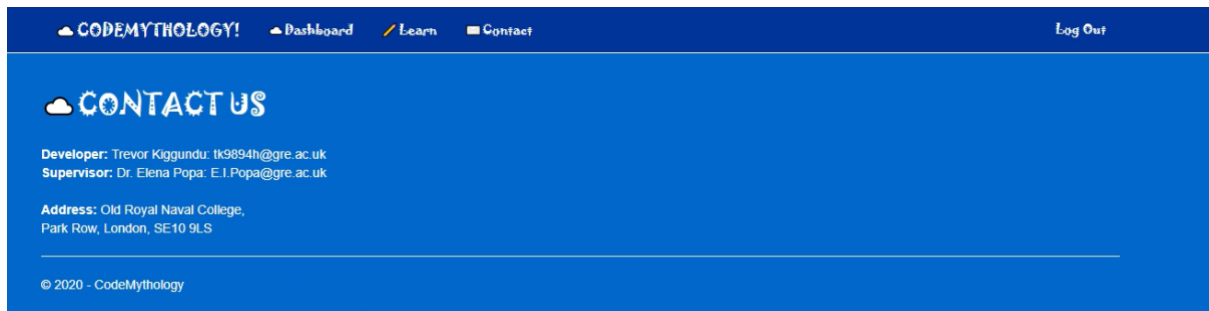 CODEMYTHOLOGY! Dashboard Learn Contact Log Out
CONTACT US
Developer: Trevor Kiggundu: tk9894h@gre.ac.uk
Supervisor: Dr. Elena Popa: E.I.Popa@gre.ac.uk
Address: Old Royal Naval College,
Park Row, London, SE10 9LS
© 2020 - CodeMythology